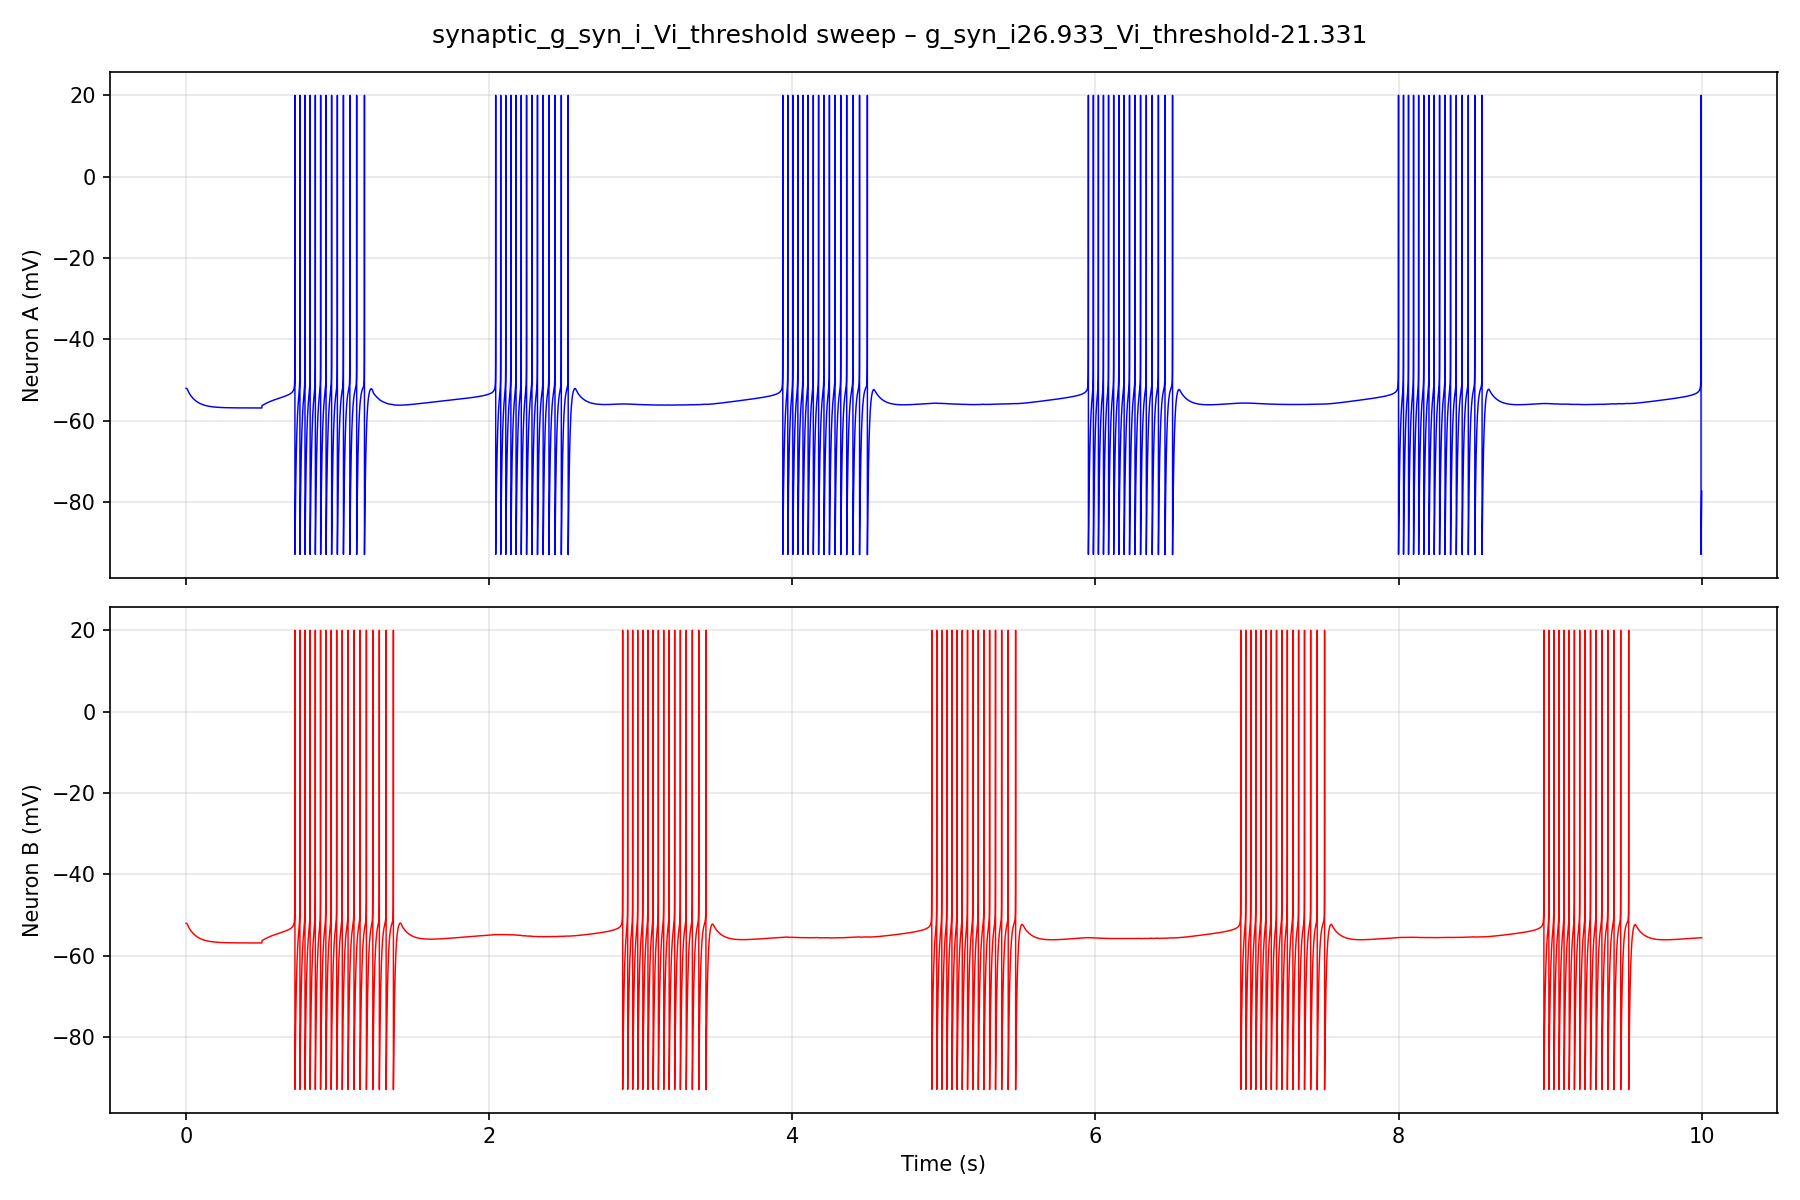 synaptic_g_syn_i_Vi_threshold sweep – g_syn_i26.933_Vi_threshold-21.331
20
0
−20
−40
−60
−80
Neuron A (mV)
20
0
−20
−40
−60
−80
Neuron B (mV)
0 2 4 6 8 10
Time (s)